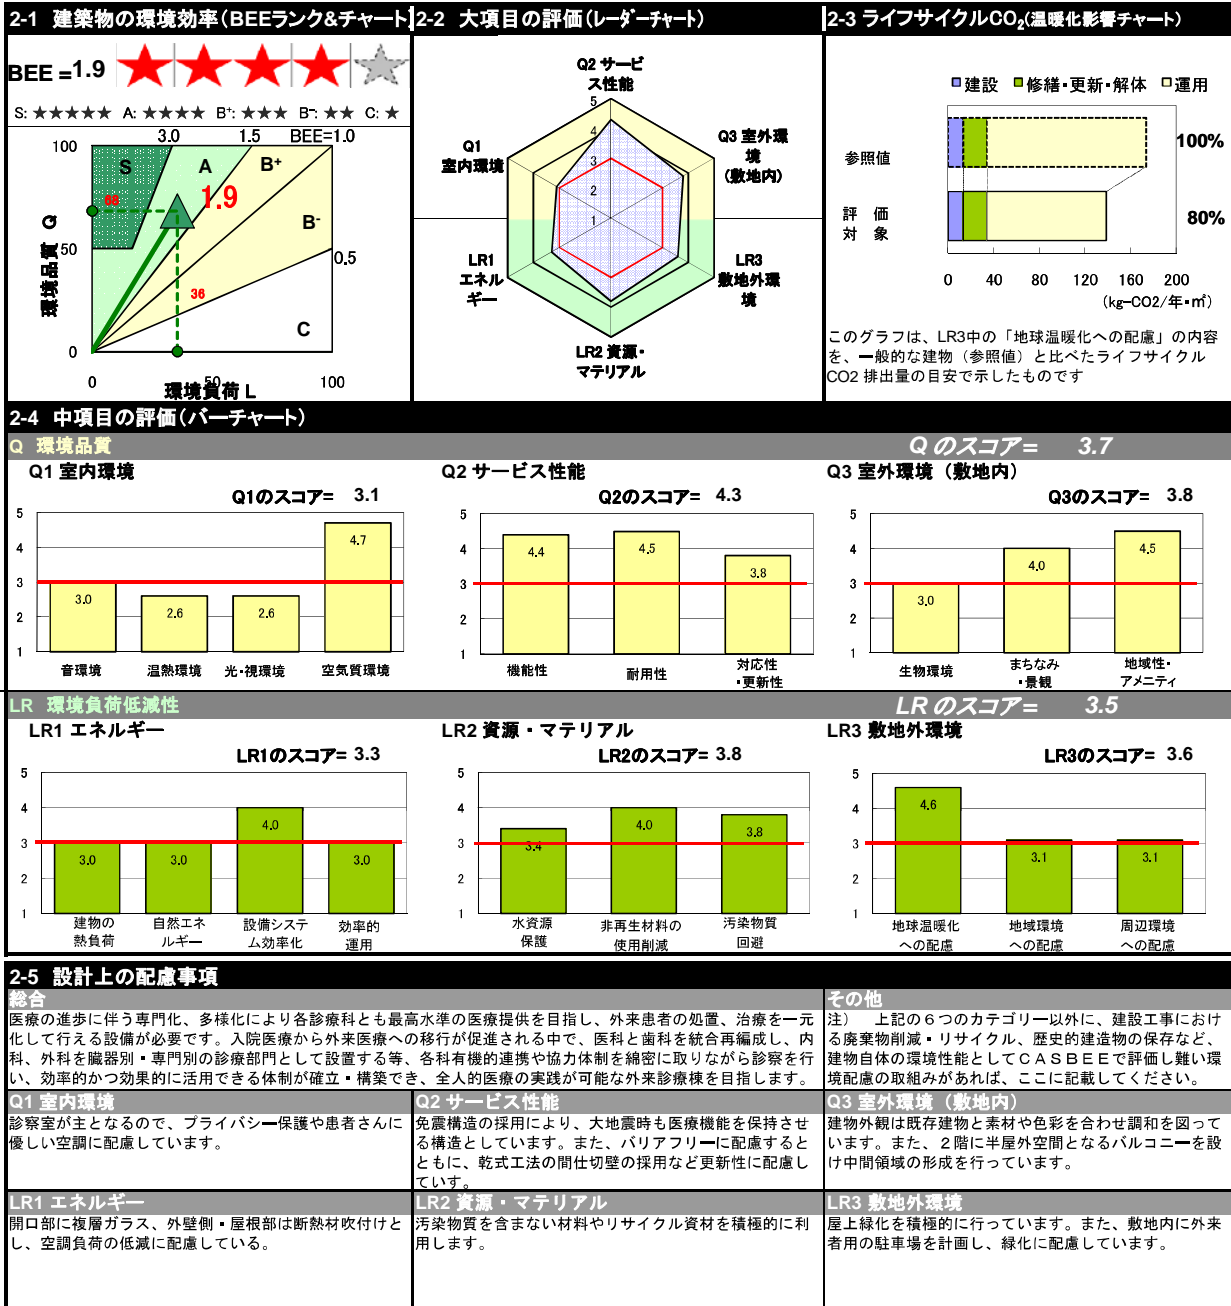 2-1 建築物の環境効率(BEEランク&チャート)
2-2 大項目の評価(レーダーチャート)
2-3 ライフサイクルCO2(温暖化影響チャート)
BEE =1.9
S: ★★★★★ A: ★★★★ B+: ★★★ B-: ★★ C: ★
3.0 1.5 BEE=1.0
100
S A B+
68
1.9
B-
50
0.5
36
C
0
環境品質 Q
0 50 100
環境負荷 L
Q2 サービ
ス性能
5
4
3
2
1
Q1
室内環境
Q3 室外環
境
(敷地内)
LR1
エネル
ギー
LR3
敷地外環
境
LR2 資源・
マテリアル
建設 修繕・更新・解体 運用
参照値
100%
評 価
対 象
80%
0 40 80 120 160 200
(kg-CO2/年・㎡)
このグラフは、LR3中の「地球温暖化への配慮」の内容
を、一般的な建物（参照値）と比べたライフサイクル
CO2 排出量の目安で示したものです
2-4 中項目の評価(バーチャート)
Q 環境品質
Q のスコア= 3.7
Q1 室内環境
Q1のスコア= 3.1
5
4
3
2
1
3.0 2.6 2.6 4.7
音環境 温熱環境 光・視環境 空気質環境
Q2 サービス性能
Q2のスコア= 4.3
5
4
3
2
1
4.4 4.5 3.8
機能性 耐用性 対応性
・更新性
Q3 室外環境（敷地内）
Q3のスコア= 3.8
5
4
3
2
1
3.0 4.0 4.5
生物環境 まちなみ 地域性・
・景観 アメニティ
LR 環境負荷低減性
LR のスコア= 3.5
LR1 エネルギー
LR1のスコア= 3.3
5
4
3
2
1
3.0 3.0 4.0 3.0
建物の 自然エネ 設備システ 効率的
熱負荷 ルギー ム効率化 運用
LR2 資源・マテリアル
LR2のスコア= 3.8
5
4
3
2
1
3.4 4.0 3.8
水資源 非再生材料の 汚染物質
保護 使用削減 回避
LR3 敷地外環境
LR3のスコア= 3.6
5
4
3
2
1
4.6 3.1 3.1
地球温暖化 地域環境 周辺環境
への配慮 への配慮 への配慮
2-5 設計上の配慮事項
総合
医療の進歩に伴う専門化、多様化により各診療科とも最高水準の医療提供を目指し、外来患者の処置、治療を一元
化して行える設備が必要です。入院医療から外来医療への移行が促進される中で、医科と歯科を統合再編成し、内
科、外科を臓器別・専門別の診療部門として設置する等、各科有機的連携や協力体制を綿密に取りながら診察を行
い、効率的かつ効果的に活用できる体制が確立・構築でき、全人的医療の実践が可能な外来診療棟を目指します。
その他
注） 上記の６つのカテゴリー以外に、建設工事におけ
る廃棄物削減・リサイクル、歴史的建造物の保存など、
建物自体の環境性能としてＣＡＳＢＥＥで評価し難い環
境配慮の取組みがあれば、ここに記載してください。
Q1 室内環境
診察室が主となるので、プライバシー保護や患者さんに
優しい空調に配慮しています。
Q2 サービス性能
免震構造の採用により、大地震時も医療機能を保持させ
る構造としています。また、バリアフリーに配慮すると
ともに、乾式工法の間仕切壁の採用など更新性に配慮し
ていす。
Q3 室外環境（敷地内）
建物外観は既存建物と素材や色彩を合わせ調和を図って
います。また、２階に半屋外空間となるバルコニーを設
け中間領域の形成を行っています。
LR1 エネルギー
開口部に複層ガラス、外壁側・屋根部は断熱材吹付けと
し、空調負荷の低減に配慮している。
LR2 資源・マテリアル
汚染物質を含まない材料やリサイクル資材を積極的に利
用します。
LR3 敷地外環境
屋上緑化を積極的に行っています。また、敷地内に外来
者用の駐車場を計画し、緑化に配慮しています。